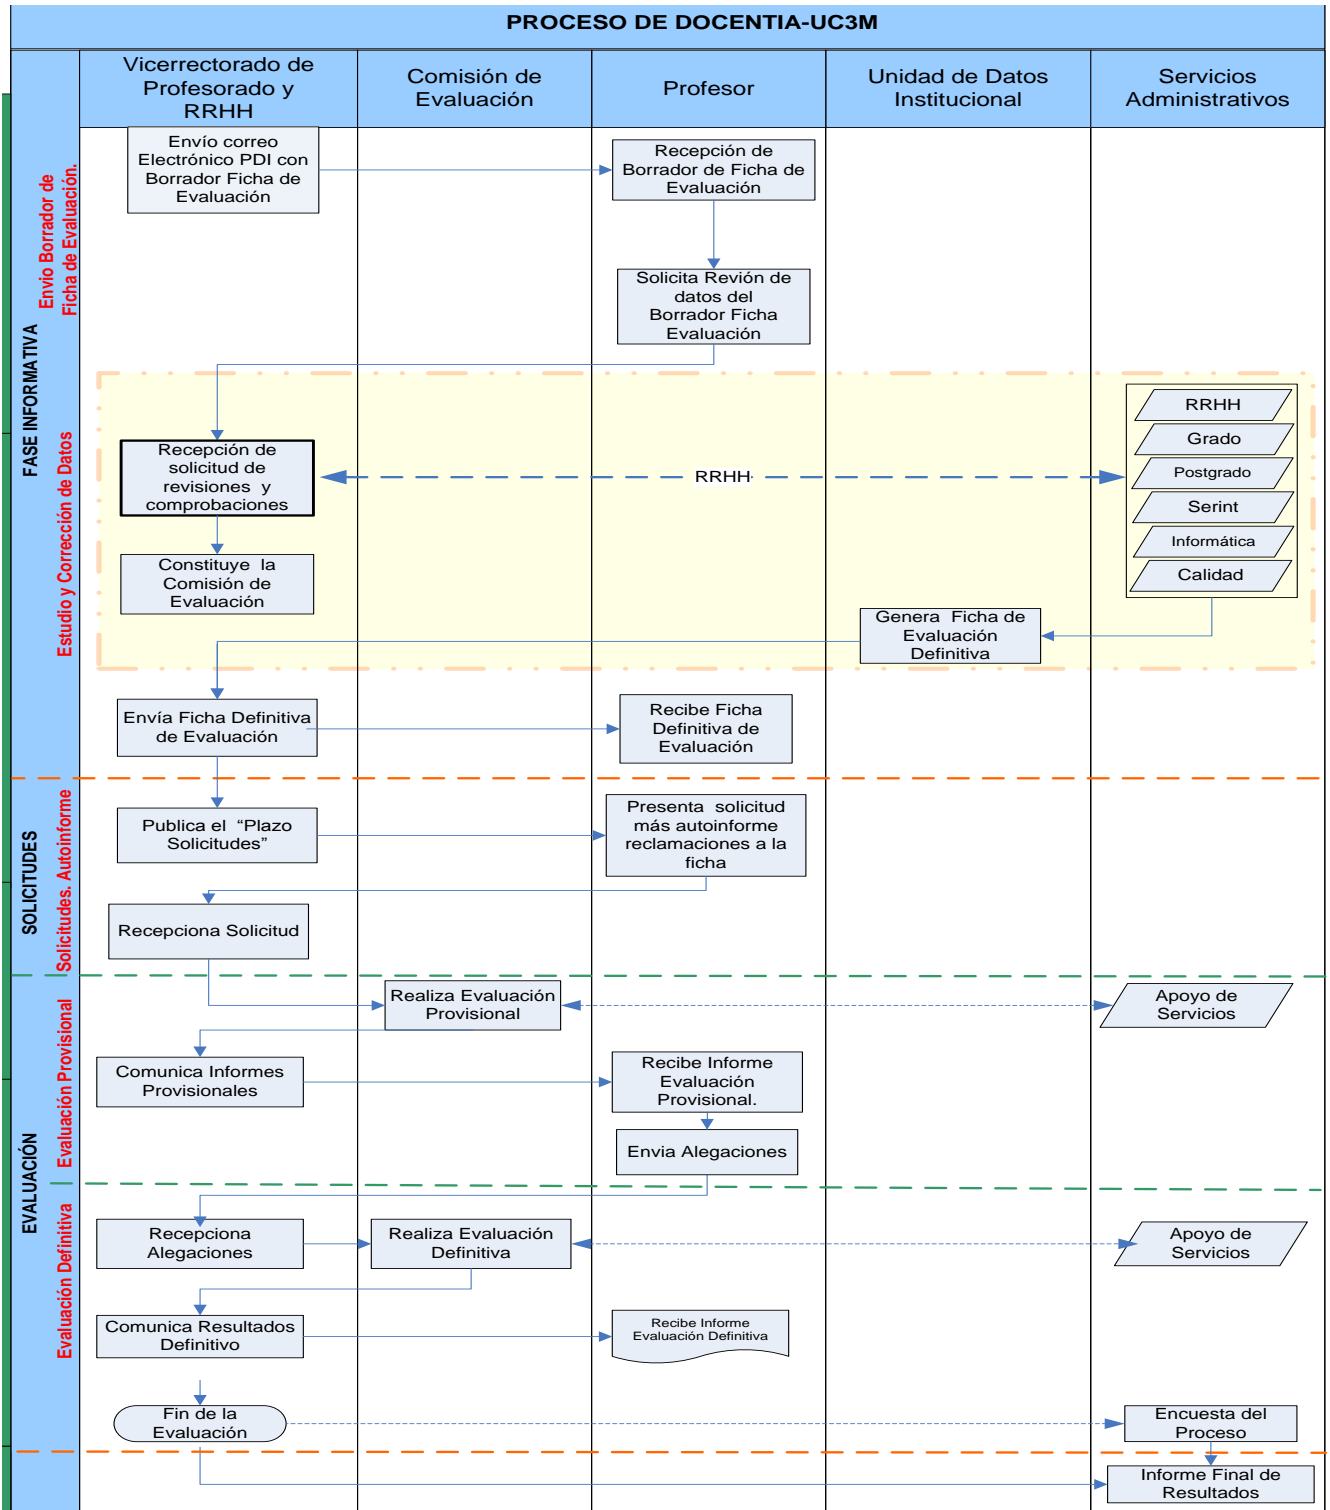 PROCESO DE DOCENTIA-UC3M
Vicerrectorado de
Profesorado y
RRHH
Comisión de
Evaluación
Profesor
Unidad de Datos
Institucional
Servicios
Administrativos
FASE INFORMATIVA
Envio Borrador de
Ficha de Evaluación.
Envío correo
Electrónico PDI con
Borrador Ficha de
Evaluación
Recepción de
Borrador de Ficha de
Evaluación
Solicita Revión de
datos del
Borrador Ficha
Evaluación
Estudio y Corrección de Datos
Recepción de
solicitud de
revisiones y
comprobaciones
RRHH
RRHH
Grado
Postgrado
Serint
Informática
Calidad
Constituye la
Comisión de
Evaluación
Genera Ficha de
Evaluación
Definitiva
Envía Ficha Definitiva
de Evaluación
Recibe Ficha
Definitiva de
Evaluación
SOLICITUDES
Solicitudes. Autoinforme
Publica el “Plazo
Solicitudes”
Presenta solicitud
más autoinforme
reclamaciones a la
ficha
Recepciona Solicitud
EVALUACIÓN
Evaluación Provisional
Realiza Evaluación
Provisional
Apoyo de
Servicios
Comunica Informes
Provisionales
Recibe Informe
Evaluación
Provisional.
Envia Alegaciones
Evaluación Definitiva
Recepciona
Alegaciones
Realiza Evaluación
Definitiva
Apoyo de
Servicios
Comunica Resultados
Definitivo
Recibe Informe
Evaluación Definitiva
Fin de la
Evaluación
Encuesta del
Proceso
Informe Final de
Resultados